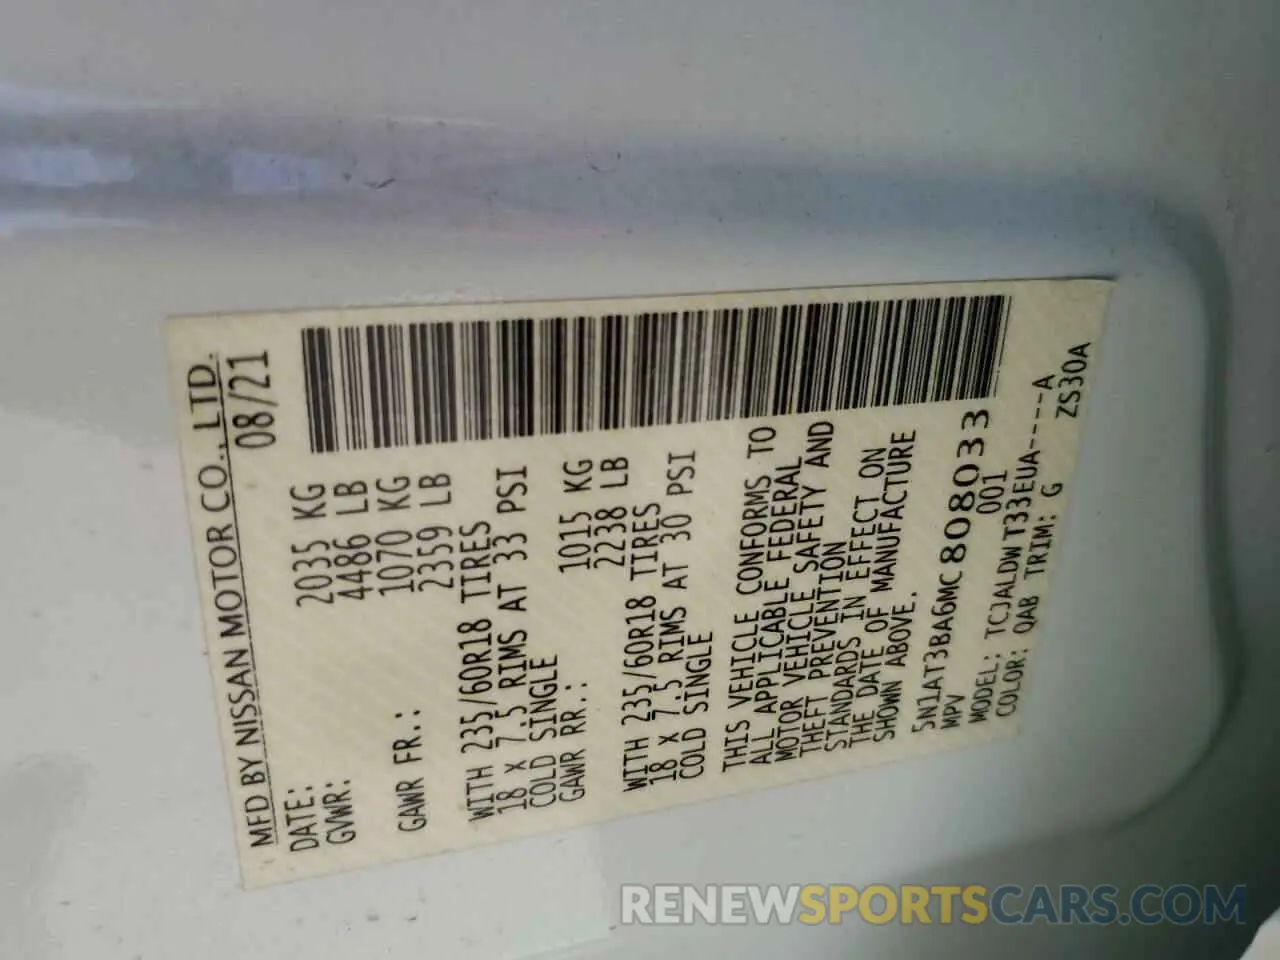 MFD BY NISSAN MOTOR CO., LTD.
DATE: 08/21
GVWR: 2035 KG
4486 LB
GAWR FR.: 1070 KG
2359 LB
WITH 235/60R18 TIRES
18 x 7.5 RIMS AT 33 PSI
COLD SINGLE
GAWR RR.: 1015 KG
2238 LB
WITH 235/60R18 TIRES
18 x 7.5 RIMS AT 30 PSI
COLD SINGLE
THIS VEHICLE CONFORMS TO
ALL APPLICABLE FEDERAL
MOTOR VEHICLE SAFETY AND
THEFT PREVENTION
STANDARDS IN EFFECT ON
THE DATE OF MANUFACTURE
SHOWN ABOVE.
5N1AT3BA6MC808033
MPV 001
MODEL: TCJALDWT33EUA----A
COLOR: QAB TRIM: G ZS30A
RENEWSPORTSCARS.COM